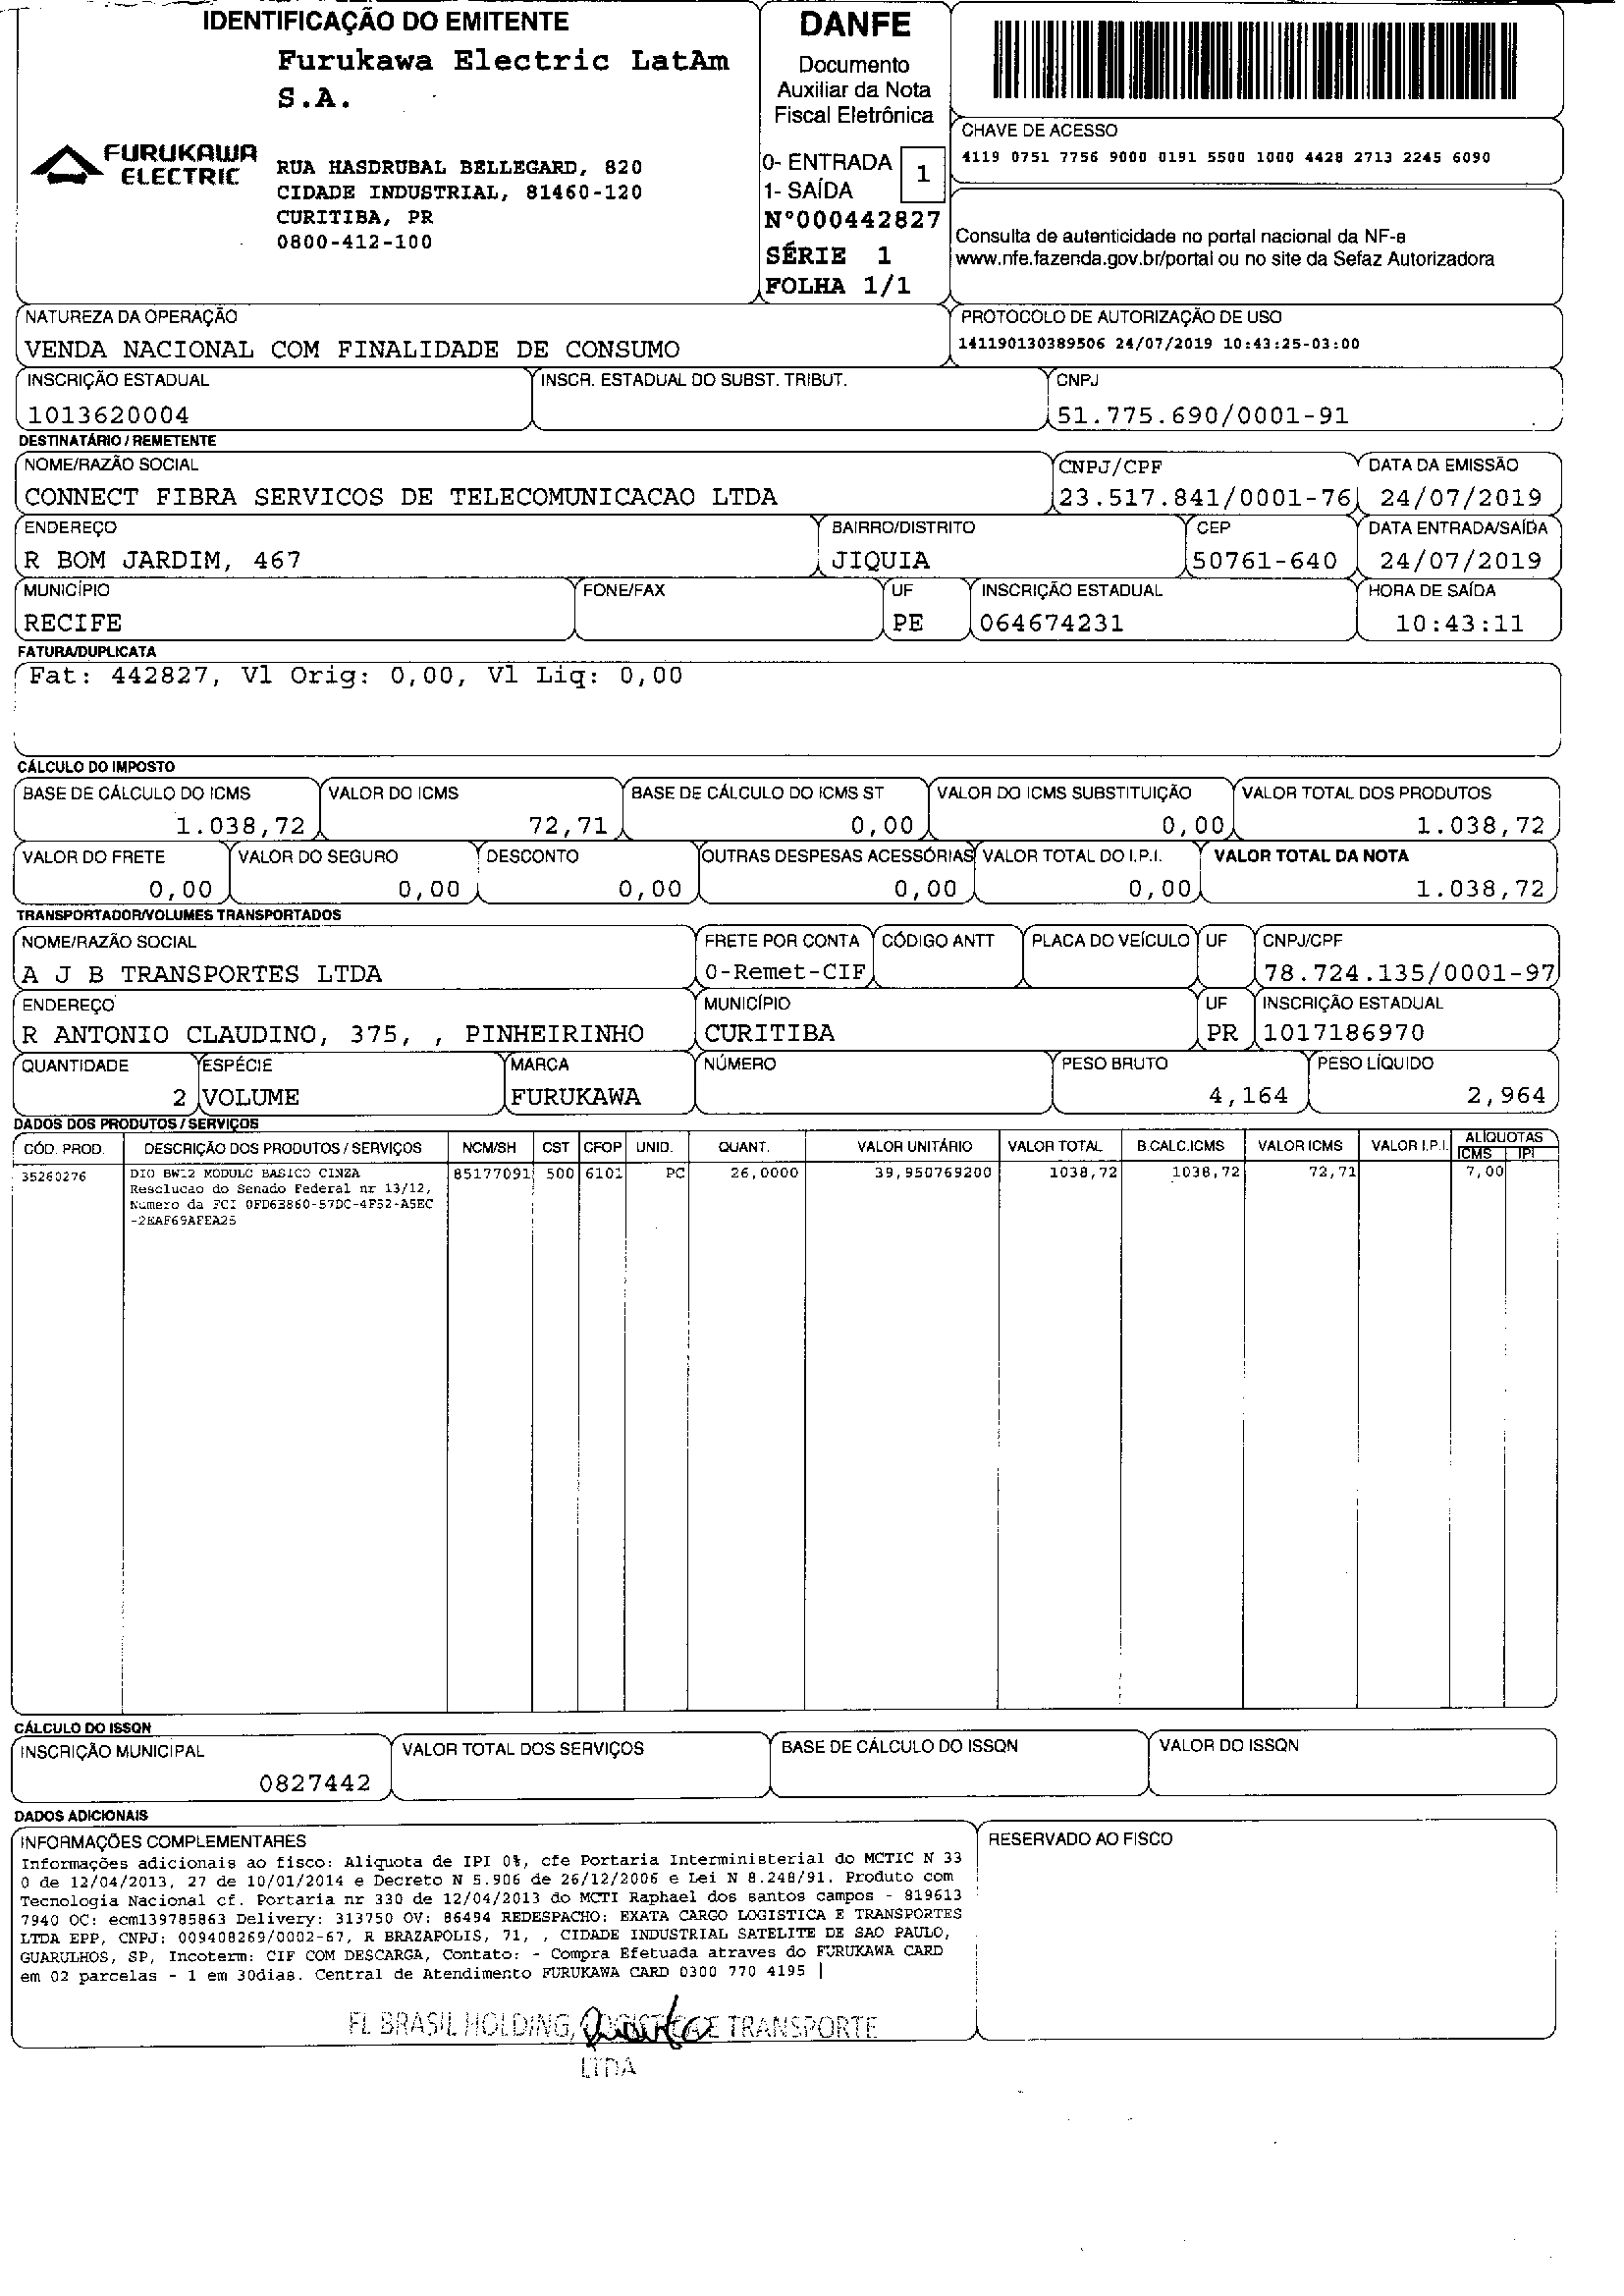 IDENTIFICAÇÃO DO EMITENTE
Furukawa Electric LatAm
S.A.
FURUKAWA
ELECTRIC
RUA HASDRUBAL BELLEGARD, 820
CIDADE INDUSTRIAL, 81460-120
CURITIBA, PR
0800-412-100
DANFE
Documento
Auxiliar da Nota
Fiscal Eletrônica
0- ENTRADA
1- SAÍDA
1
Nº000442827
SÉRIE 1
FOLHA 1/1
CHAVE DE ACESSO
4119 0751 7756 9000 0191 5500 1000 4428 2713 2245 6090
Consulta de autenticidade no portal nacional da NF-e
www.nfe.fazenda.gov.br/portal ou no site da Sefaz Autorizadora
NATUREZA DA OPERAÇÃO
VENDA NACIONAL COM FINALIDADE DE CONSUMO
PROTOCOLO DE AUTORIZAÇÃO DE USO
141190130389506 24/07/2019 10:43:25-03:00
INSCRIÇÃO ESTADUAL INSCR. ESTADUAL DO SUBST. TRIBUT. CNPJ
1013620004 51.775.690/0001-91
DESTINATÁRIO / REMETENTE
NOME/RAZÃO SOCIAL CNPJ/CPF DATA DA EMISSÃO
CONNECT FIBRA SERVICOS DE TELECOMUNICACAO LTDA 23.517.841/0001-76 24/07/2019
ENDEREÇO BAIRRO/DISTRITO CEP DATA ENTRADA/SAÍDA
R BOM JARDIM, 467 JIQUIA 50761-640 24/07/2019
MUNICÍPIO FONE/FAX UF INSCRIÇÃO ESTADUAL HORA DE SAÍDA
RECIFE PE 064674231 10:43:11
FATURA/DUPLICATA
Fat: 442827, Vl Orig: 0,00, Vl Liq: 0,00
CÁLCULO DO IMPOSTO
BASE DE CÁLCULO DO ICMS VALOR DO ICMS BASE DE CÁLCULO DO ICMS ST VALOR DO ICMS SUBSTITUIÇÃO VALOR TOTAL DOS PRODUTOS
1.038,72 72,71 0,00 0,00 1.038,72
VALOR DO FRETE VALOR DO SEGURO DESCONTO OUTRAS DESPESAS ACESSÓRIAS VALOR TOTAL DO I.P.I. VALOR TOTAL DA NOTA
0,00 0,00 0,00 0,00 0,00 1.038,72
TRANSPORTADOR/VOLUMES TRANSPORTADOS
NOME/RAZÃO SOCIAL FRETE POR CONTA CÓDIGO ANTT PLACA DO VEÍCULO UF CNPJ/CPF
A J B TRANSPORTES LTDA 0-Remet-CIF 78.724.135/0001-97
ENDEREÇO MUNICÍPIO UF INSCRIÇÃO ESTADUAL
R ANTONIO CLAUDINO, 375, , PINHEIRINHO CURITIBA PR 1017186970
QUANTIDADE ESPÉCIE MARCA NÚMERO PESO BRUTO PESO LÍQUIDO
2 VOLUME FURUKAWA 4,164 2,964
DADOS DOS PRODUTOS / SERVIÇOS
CÓD. PROD. DESCRIÇÃO DOS PRODUTOS / SERVIÇOS NCM/SH CST CFOP UNID. QUANT. VALOR UNITÁRIO VALOR TOTAL B.CALC.ICMS VALOR ICMS VALOR I.P.I. ALÍQUOTAS
ICMS IPI
35260276 DIO BW12 MODULO BASICO CINZA 85177091 500 6101 PC 26,0000 39,950769200 1038,72 1038,72 72,71 7,00
Resolucao do Senado Federal nr 13/12,
Numero da FCI 0FD63860-57DC-4F52-A5EC
-2EAF69AFEA25
CÁLCULO DO ISSQN
INSCRIÇÃO MUNICIPAL VALOR TOTAL DOS SERVIÇOS BASE DE CÁLCULO DO ISSQN VALOR DO ISSQN
0827442
DADOS ADICIONAIS
INFORMAÇÕES COMPLEMENTARES RESERVADO AO FISCO
Informações adicionais ao fisco: Aliquota de IPI 0%, cfe Portaria Interministerial do MCTIC N 33
0 de 12/04/2013, 27 de 10/01/2014 e Decreto N 5.906 de 26/12/2006 e Lei N 8.248/91. Produto com
Tecnologia Nacional cf. Portaria nr 330 de 12/04/2013 do MCTI Raphael dos santos campos - 819613
7940 OC: ecm139785863 Delivery: 313750 OV: 86494 REDESPACHO: EXATA CARGO LOGISTICA E TRANSPORTES
LTDA EPP, CNPJ: 009408269/0002-67, R BRAZAPOLIS, 71, , CIDADE INDUSTRIAL SATELITE DE SAO PAULO,
GUARULHOS, SP, Incoterm: CIF COM DESCARGA, Contato: - Compra Efetuada atraves do FURUKAWA CARD
em 02 parcelas - 1 em 30dias. Central de Atendimento FURUKAWA CARD 0300 770 4195 |
FL BRASIL HOLDING, LOGISTICA E TRANSPORTE
LTDA